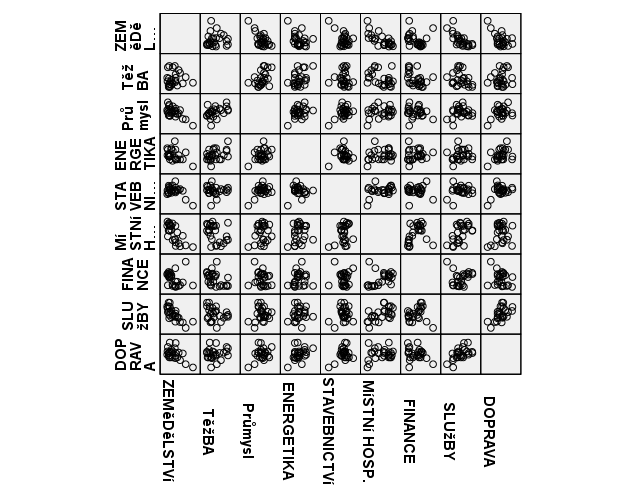 ZEM
ěDě
L...
Těž
BA
Prů
mysl
ENE
RGE
TIKA
STA
VEB
NI...
Mí
STNí
H...
FINA
NCE
SLU
žBY
DOP
RAV
A
ZEMěDěLSTVí
TěžBA
Průmysl
ENERGETIKA
STAVEBNICTVí
MíSTNí HOSP.
FINANCE
SLUžBY
DOPRAVA